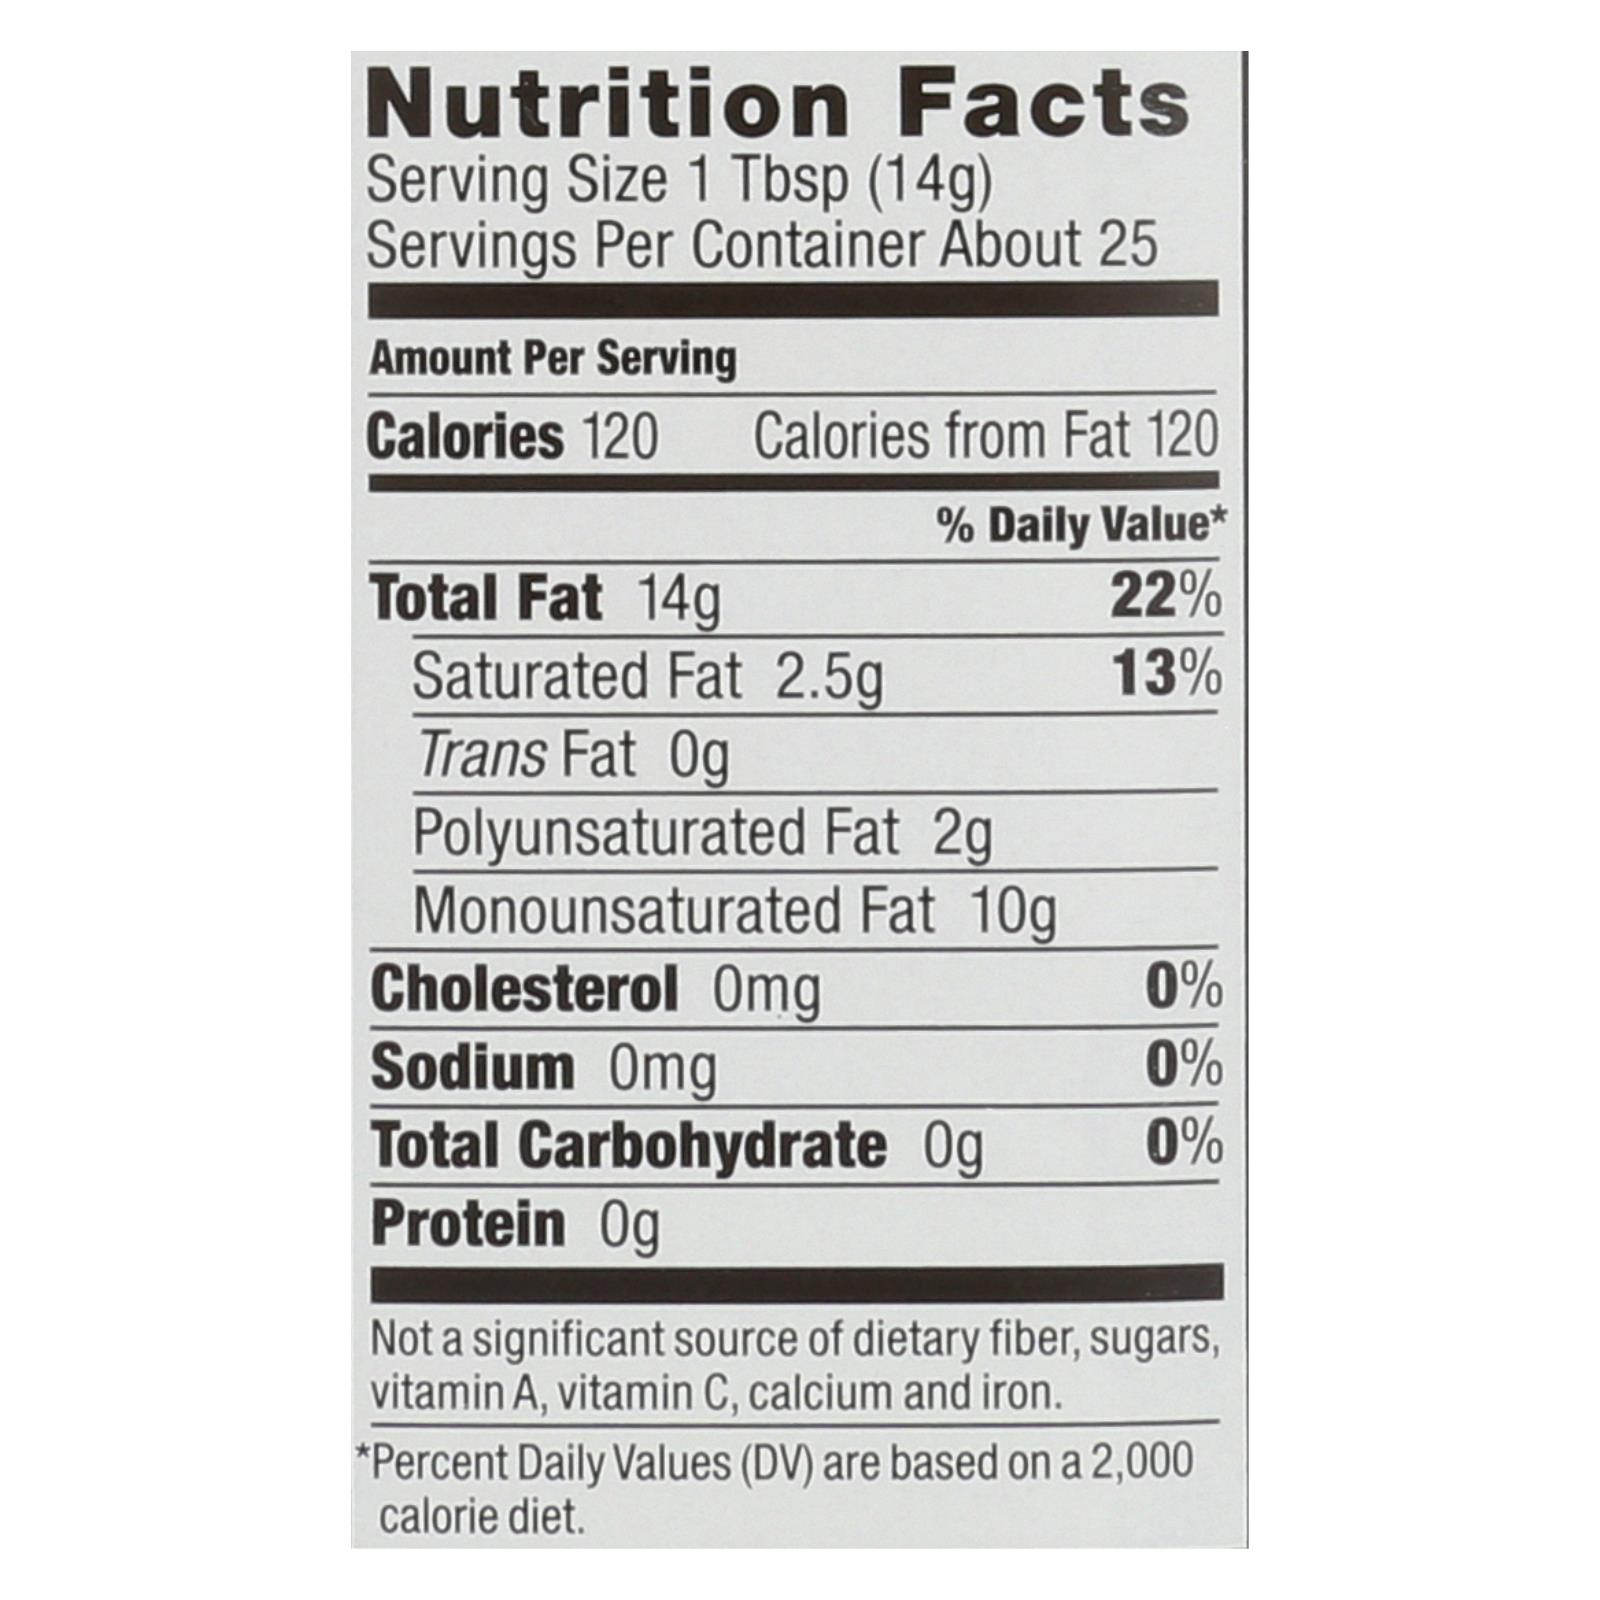 Nutrition Facts
Serving Size 1 Tbsp (14g)
Servings Per Container About 25
Amount Per Serving
Calories 120 Calories from Fat 120
% Daily Value*
Total Fat 14g 22%
Saturated Fat 2.5g 13%
Trans Fat 0g
Polyunsaturated Fat 2g
Monounsaturated Fat 10g
Cholesterol 0mg 0%
Sodium 0mg 0%
Total Carbohydrate 0g 0%
Protein 0g
Not a significant source of dietary fiber, sugars,
vitamin A, vitamin C, calcium and iron.
*Percent Daily Values (DV) are based on a 2,000
calorie diet.